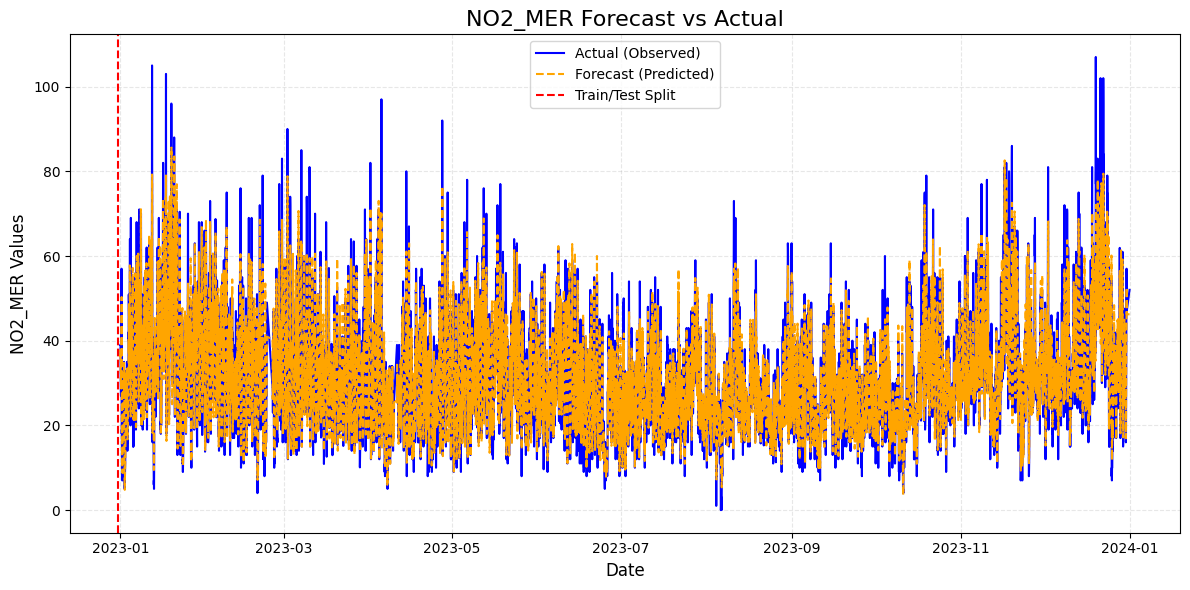 NO2_MER Forecast vs Actual
Actual (Observed)
Forecast (Predicted)
Train/Test Split
NO2_MER Values
100
80
60
40
20
0
2023-01
2023-03
2023-05
2023-07
2023-09
2023-11
2024-01
Date